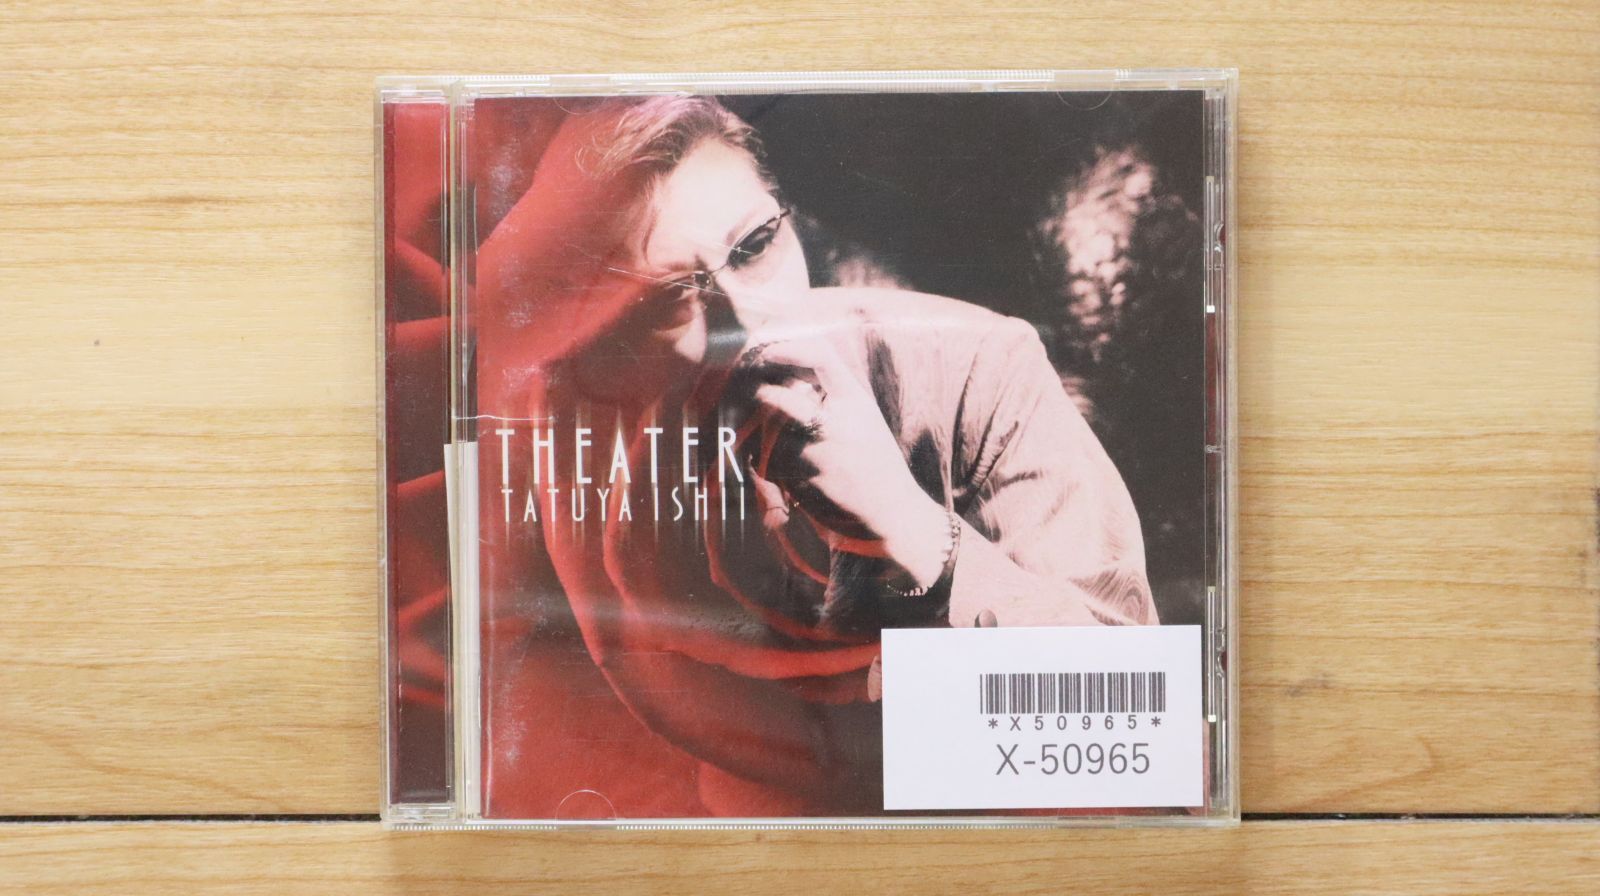 THEATER
TATUYA ISHII
*X50965*
X-50965